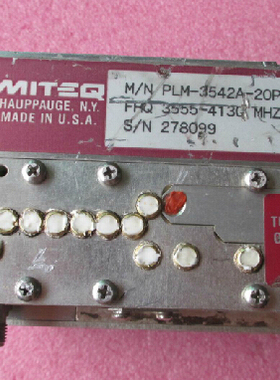 MITEQ
HAUPPAUGE, N.Y.
MADE IN U.S.A.
M/N PLM-3542A-20P
FRQ 3555-4130 MHZ
S/N 278099